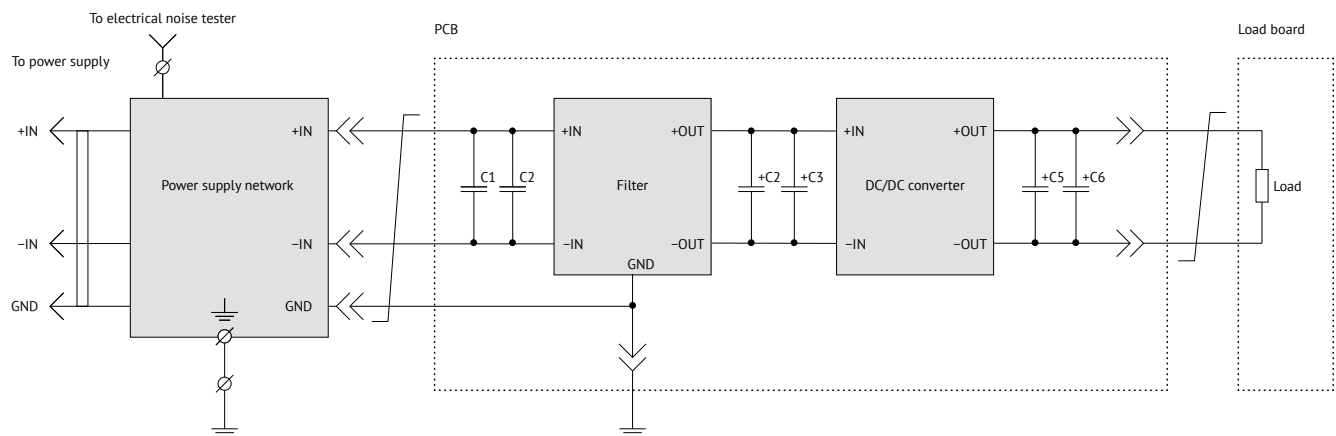 To electrical noise tester
PCB
Load board
To power supply
+IN
+IN
+IN
+OUT
+IN
+OUT
Power supply network
C1
C2
Filter
+C2
+C3
DC/DC converter
+C5
+C6
Load
−IN
−IN
−IN
−OUT
−IN
−OUT
GND
GND
GND